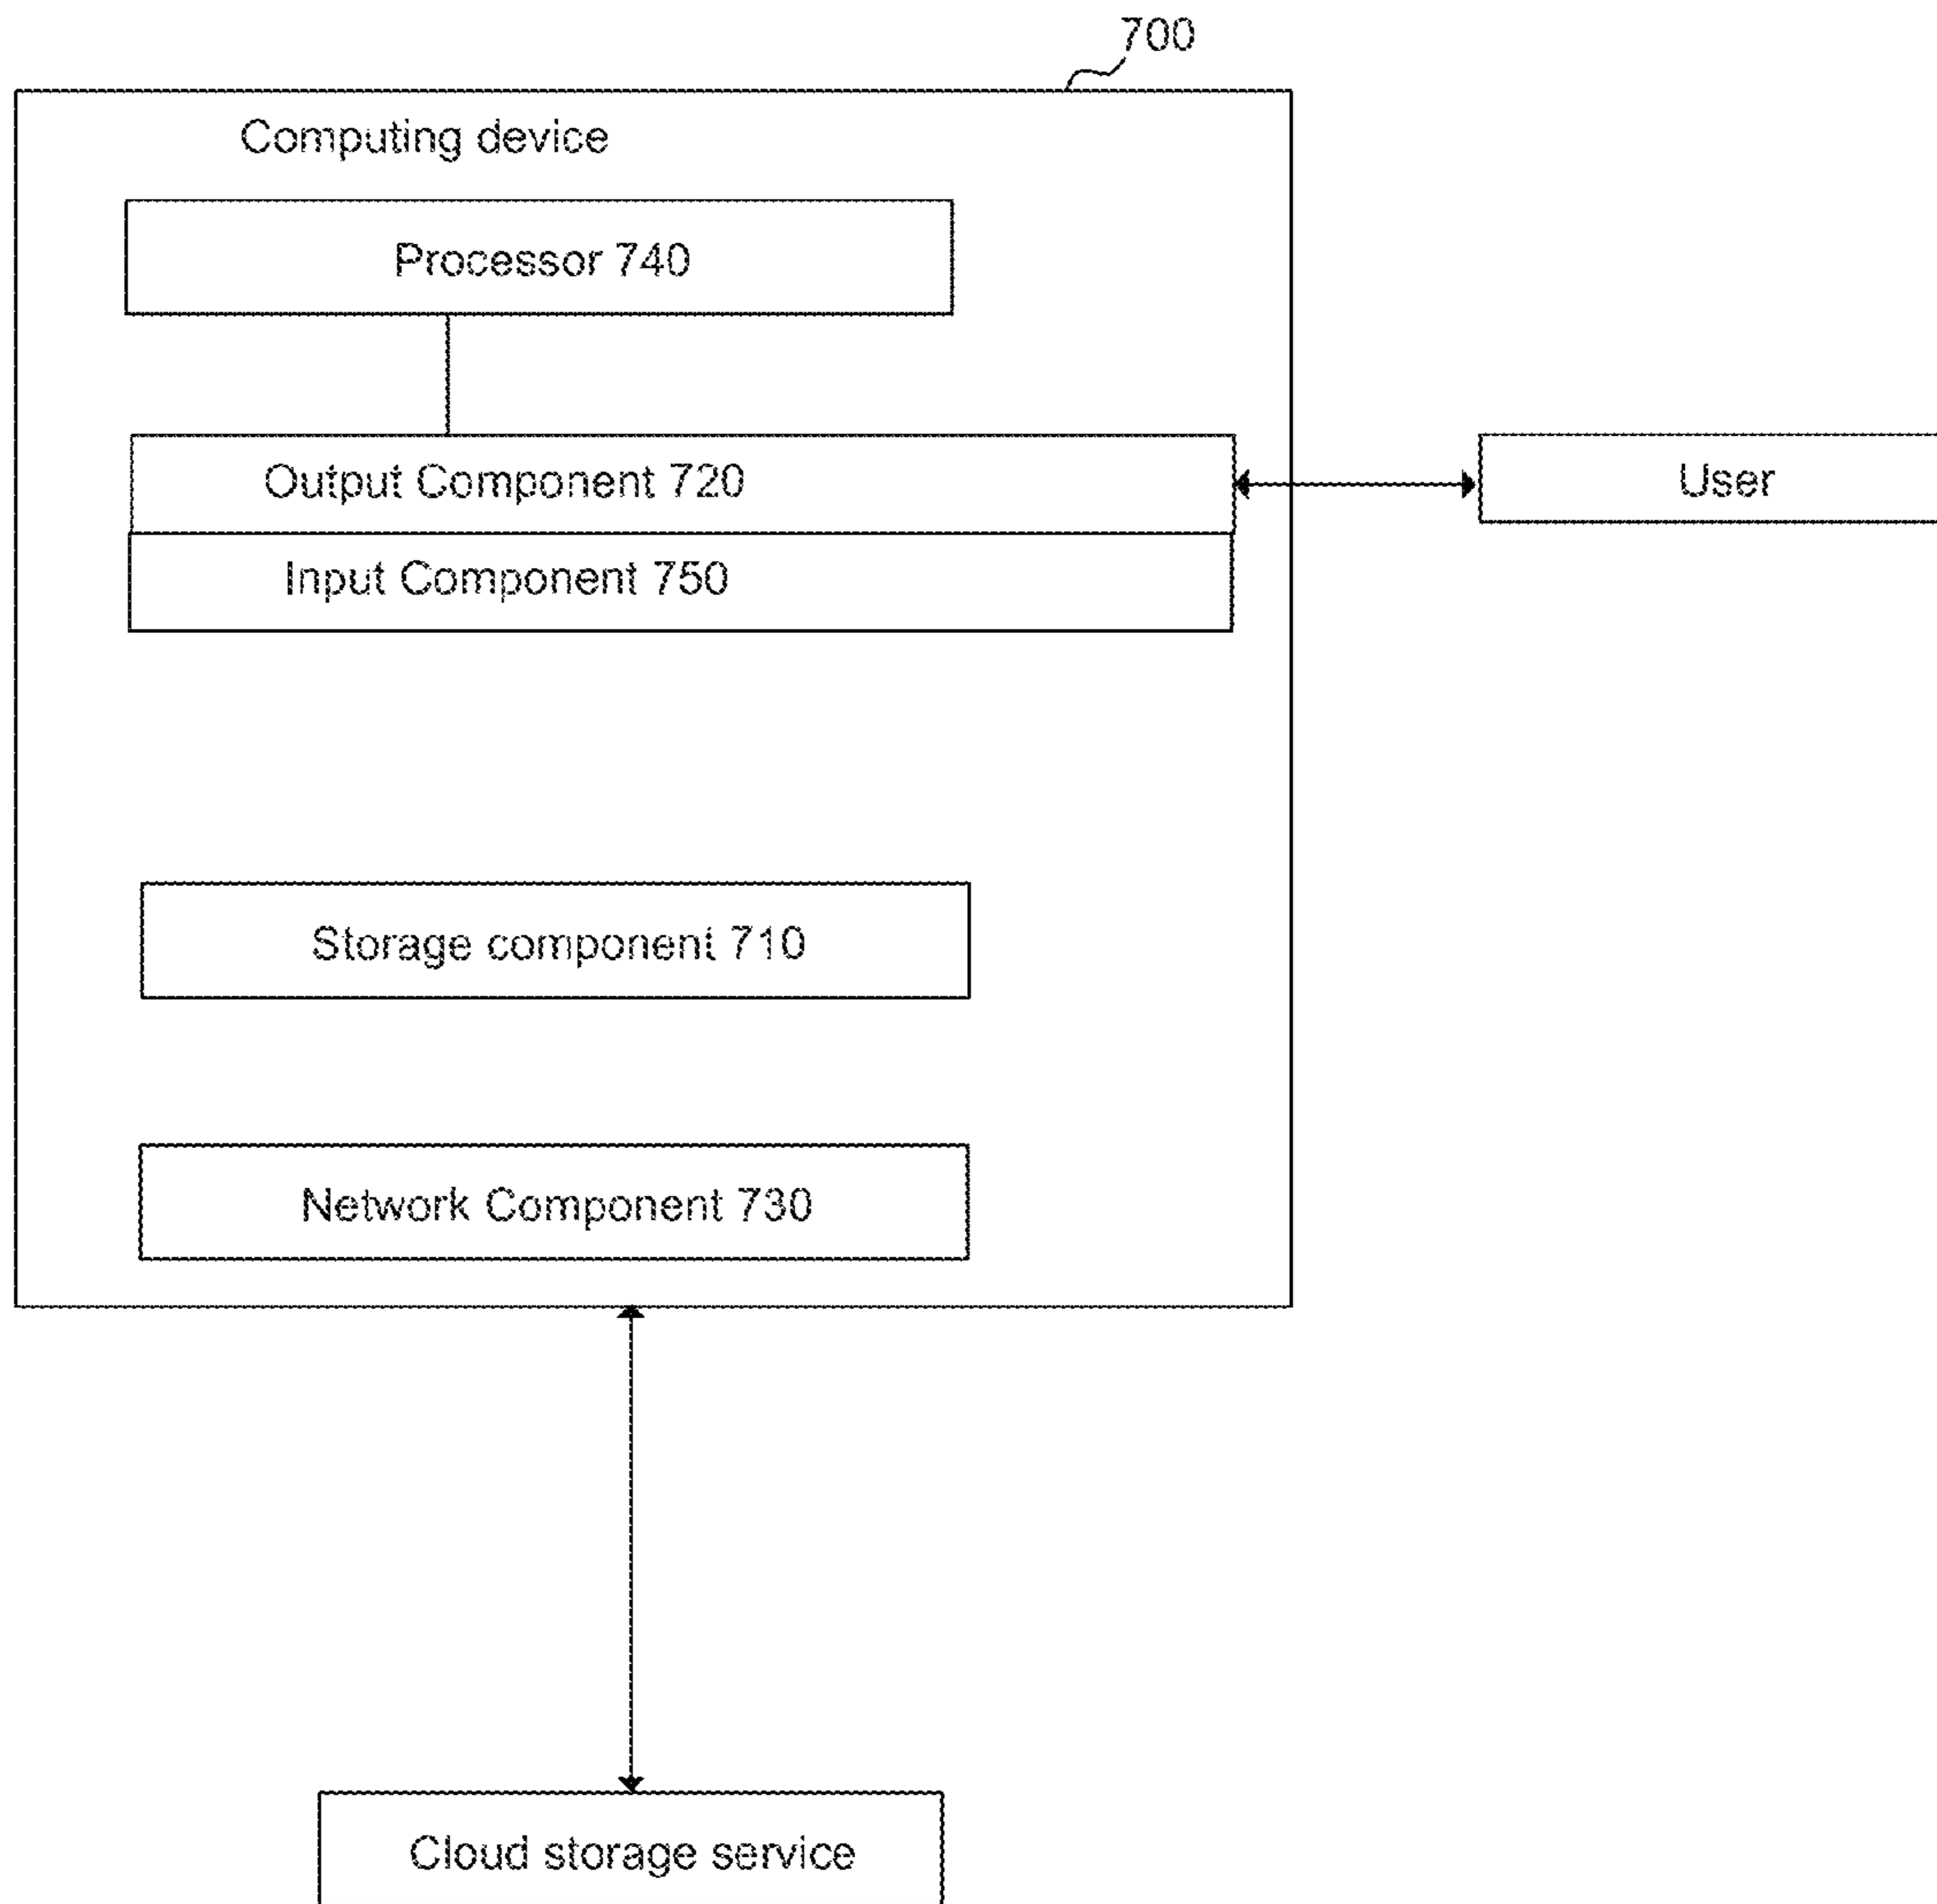 700
Computing device
Processor 740
Output Component 720
User
Input Component 750
Storage component 710
Network Component 730
Cloud storage service